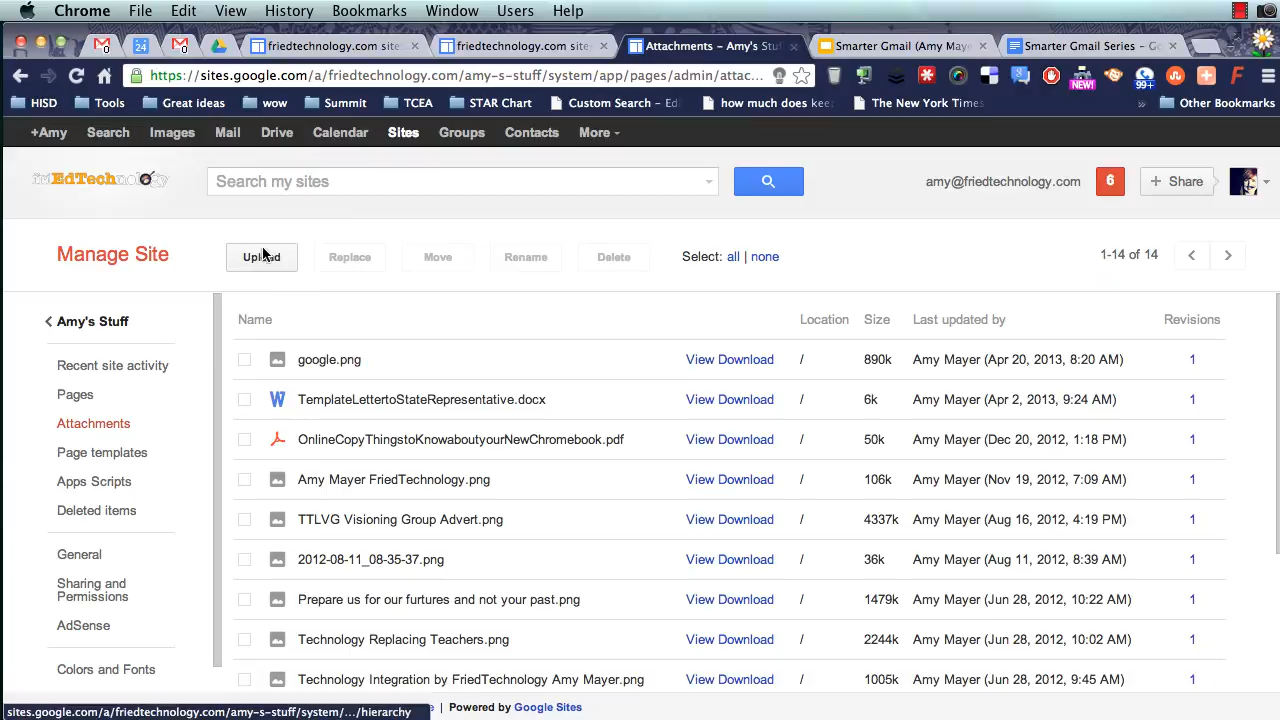 Chrome File Edit View History Bookmarks Window Users Help
friedtechnology.com site friedtechnology.com site Attachments – Amy's Stu Smarter Gmail (Amy May Smarter Gmail Series – Go
https://sites.google.com/a/friedtechnology.com/amy-s-stuff/system/app/pages/admin/attac... NEW! 99+
HISD Tools Great ideas wow Summit TCEA STAR Chart Custom Search - Edi how much does kee The New York Times » Other Bookmarks
+Amy Search Images Mail Drive Calendar Sites Groups Contacts More
friEdTechnology Search my sites amy@friedtechnology.com 6 + Share
Manage Site Upload Replace Move Rename Delete Select: all | none 1-14 of 14
Amy's Stuff
Recent site activity
Pages
Attachments
Page templates
Apps Scripts
Deleted items
General
Sharing and
Permissions
AdSense
Colors and Fonts
Name Location Size Last updated by Revisions
google.png View Download / 890k Amy Mayer (Apr 20, 2013, 8:20 AM) 1
TemplateLettertoStateRepresentative.docx View Download / 6k Amy Mayer (Apr 2, 2013, 9:24 AM) 1
OnlineCopyThingstoKnowaboutyourNewChromebook.pdf View Download / 50k Amy Mayer (Dec 20, 2012, 1:18 PM) 1
Amy Mayer FriedTechnology.png View Download / 106k Amy Mayer (Nov 19, 2012, 7:09 AM) 1
TTLVG Visioning Group Advert.png View Download / 4337k Amy Mayer (Aug 16, 2012, 4:19 PM) 1
2012-08-11_08-35-37.png View Download / 36k Amy Mayer (Aug 11, 2012, 8:39 AM) 1
Prepare us for our furtures and not your past.png View Download / 1479k Amy Mayer (Jun 28, 2012, 10:22 AM) 1
Technology Replacing Teachers.png View Download / 2244k Amy Mayer (Jun 28, 2012, 10:02 AM) 1
Technology Integration by FriedTechnology Amy Mayer.png View Download / 1005k Amy Mayer (Jun 28, 2012, 9:45 AM) 1
sites.google.com/a/friedtechnology.com/amy-s-stuff/system/.../hierarchy | Powered by Google Sites